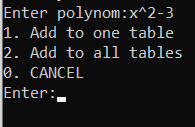 Enter polynom:x^2-3
1. Add to one table
2. Add to all tables
0. CANCEL
Enter: